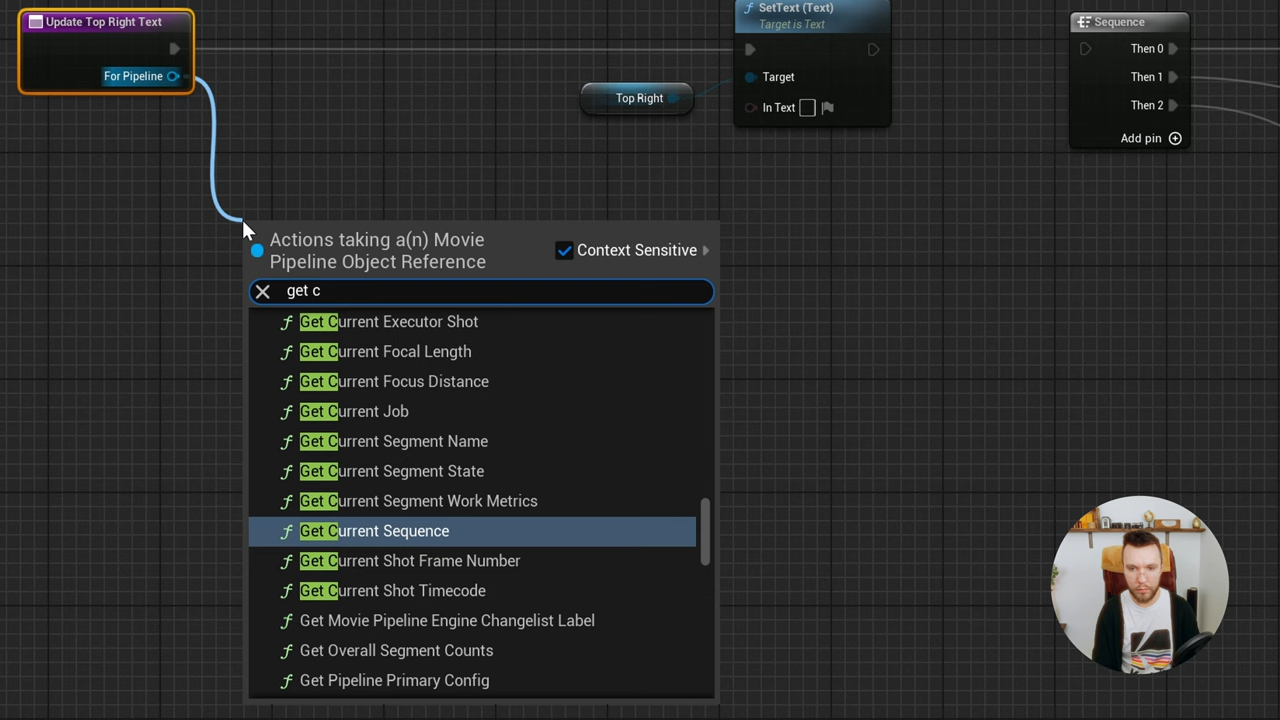 Update Top Right Text
For Pipeline
SetText (Text)
Target is Text
Target
In Text
Top Right
Sequence
Then 0
Then 1
Then 2
Add pin
Actions taking a(n) Movie
Pipeline Object Reference
Context Sensitive
get c
Get Current Executor Shot
Get Current Focal Length
Get Current Focus Distance
Get Current Job
Get Current Segment Name
Get Current Segment State
Get Current Segment Work Metrics
Get Current Sequence
Get Current Shot Frame Number
Get Current Shot Timecode
Get Movie Pipeline Engine Changelist Label
Get Overall Segment Counts
Get Pipeline Primary Config